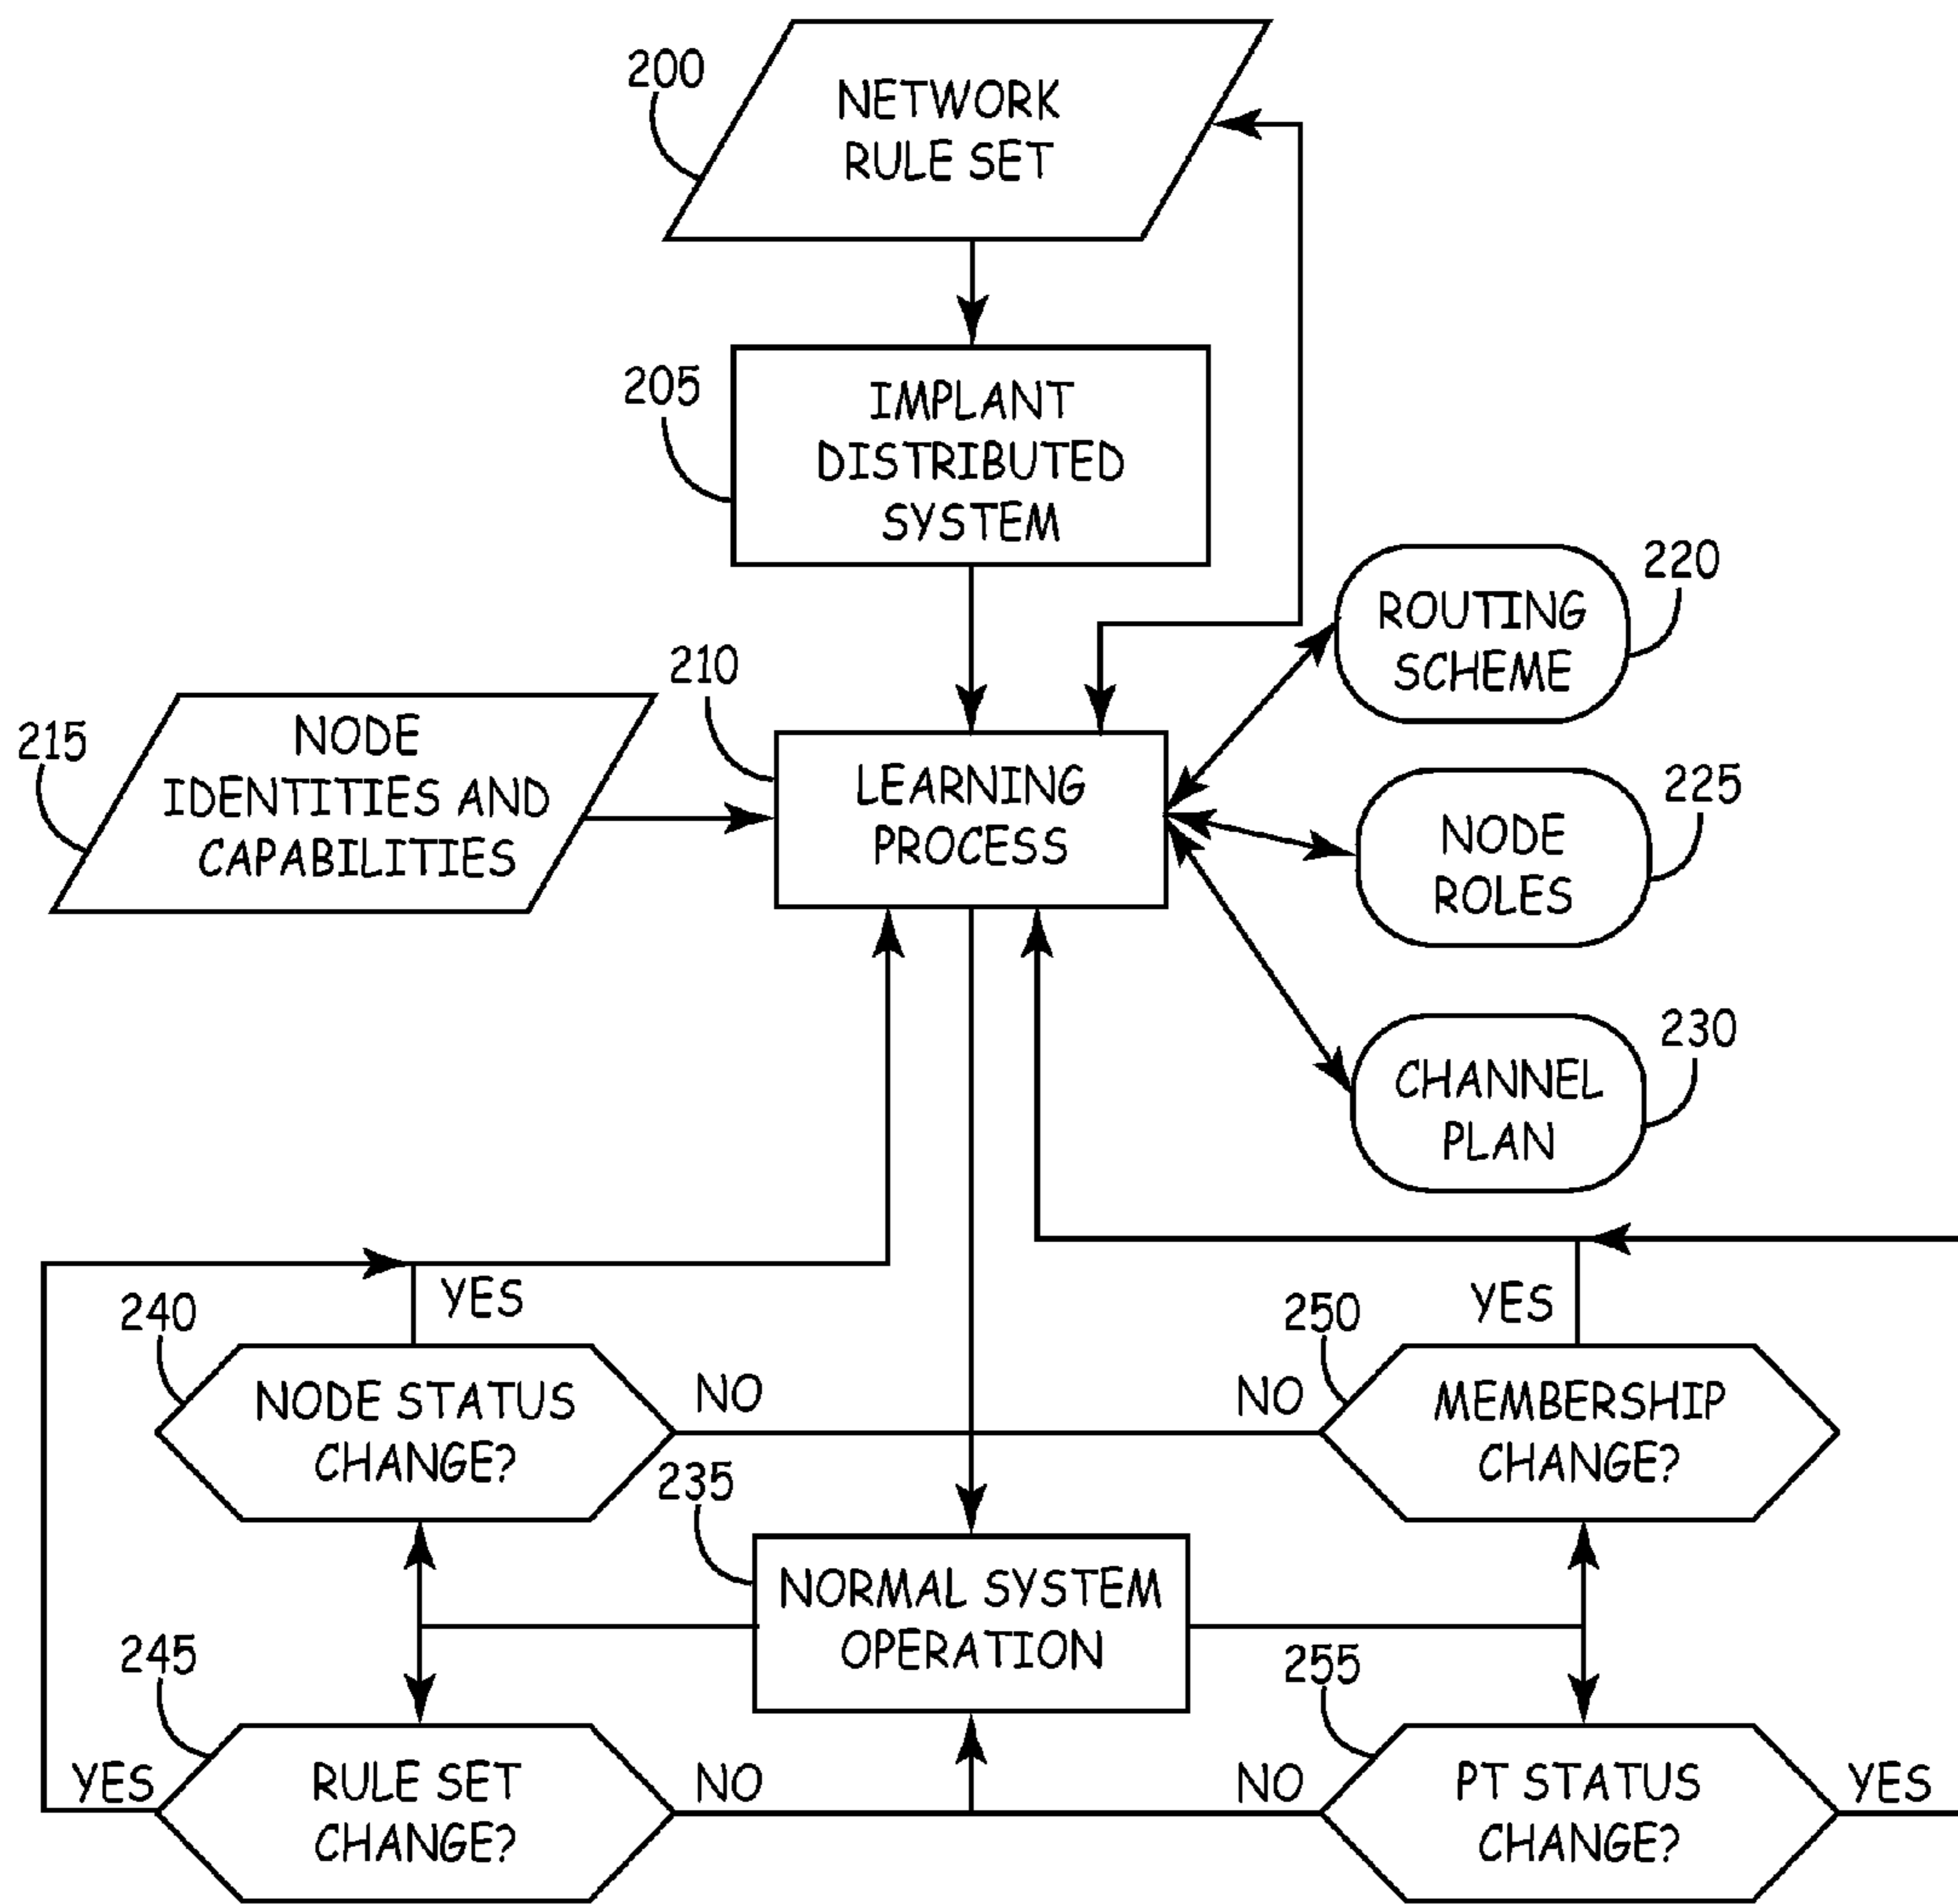 200
NETWORK
RULE SET
205
IMPLANT
DISTRIBUTED
SYSTEM
220
ROUTING
SCHEME
210
LEARNING
PROCESS
215
NODE
IDENTITIES AND
CAPABILITIES
225
NODE
ROLES
230
CHANNEL
PLAN
YES
240
NODE STATUS
CHANGE?
NO
YES
250
NO
MEMBERSHIP
CHANGE?
235
NORMAL SYSTEM
OPERATION
245
YES
RULE SET
CHANGE?
NO
255
NO
PT STATUS
CHANGE?
YES